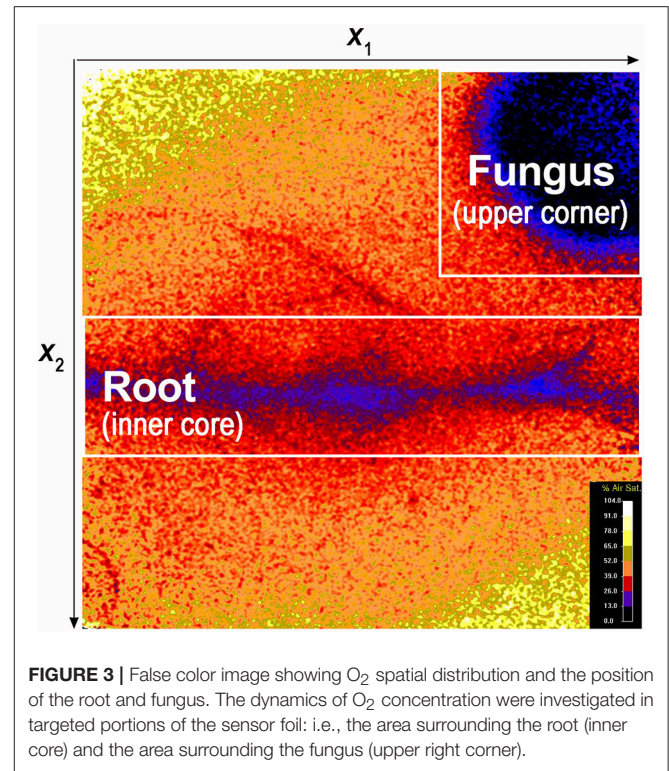 X1
X2
Fungus
(upper corner)
Root
(inner core)
% Air Sat.
104.0
91.0
78.0
65.0
52.0
39.0
26.0
13.0
0.0
FIGURE 3 | False color image showing O2 spatial distribution and the position
of the root and fungus. The dynamics of O2 concentration were investigated in
targeted portions of the sensor foil: i.e., the area surrounding the root (inner
core) and the area surrounding the fungus (upper right corner).